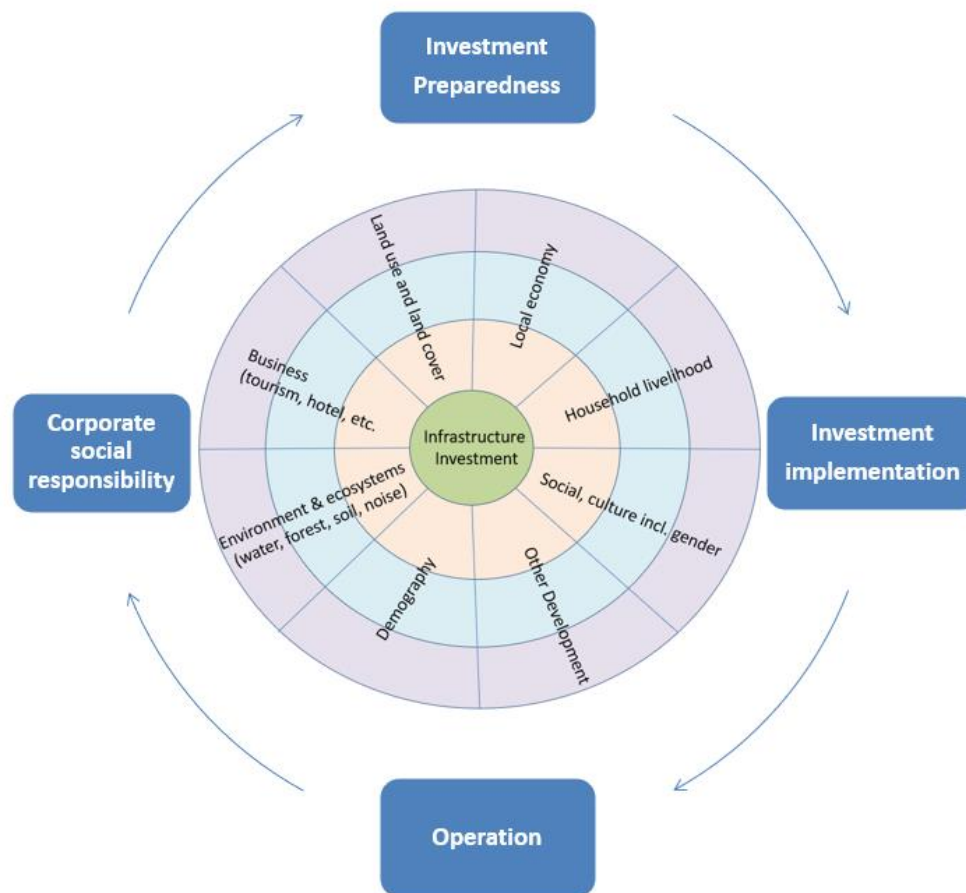 Investment
Preparedness
Land use and land cover
Local economy
Business
(tourism, hotel, etc.
Household livelihood
Corporate
social
responsibility
Infrastructure
Investment
Investment
implementation
Environment & ecosystems
(water, forest, soil, noise)
Social, culture incl. gender
Demography
Other Development
Operation